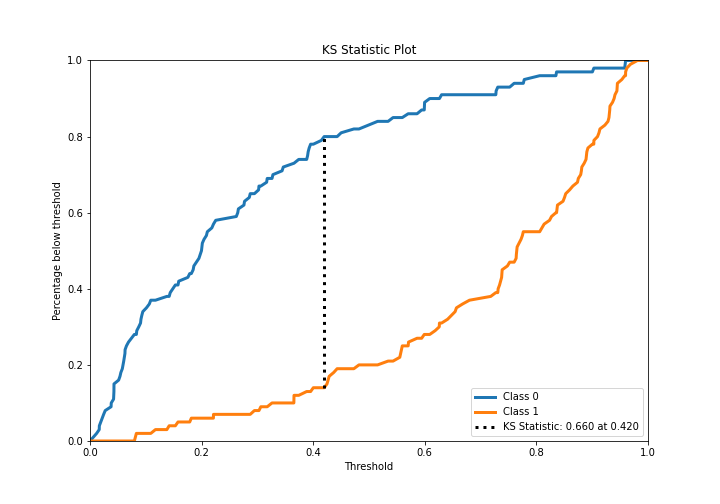 KS Statistic Plot
1.0
0.8
0.6
0.4
0.2
0.0
Percentage below threshold
0.0 0.2 0.4 0.6 0.8 1.0
Threshold
Class 0
Class 1
KS Statistic: 0.660 at 0.420